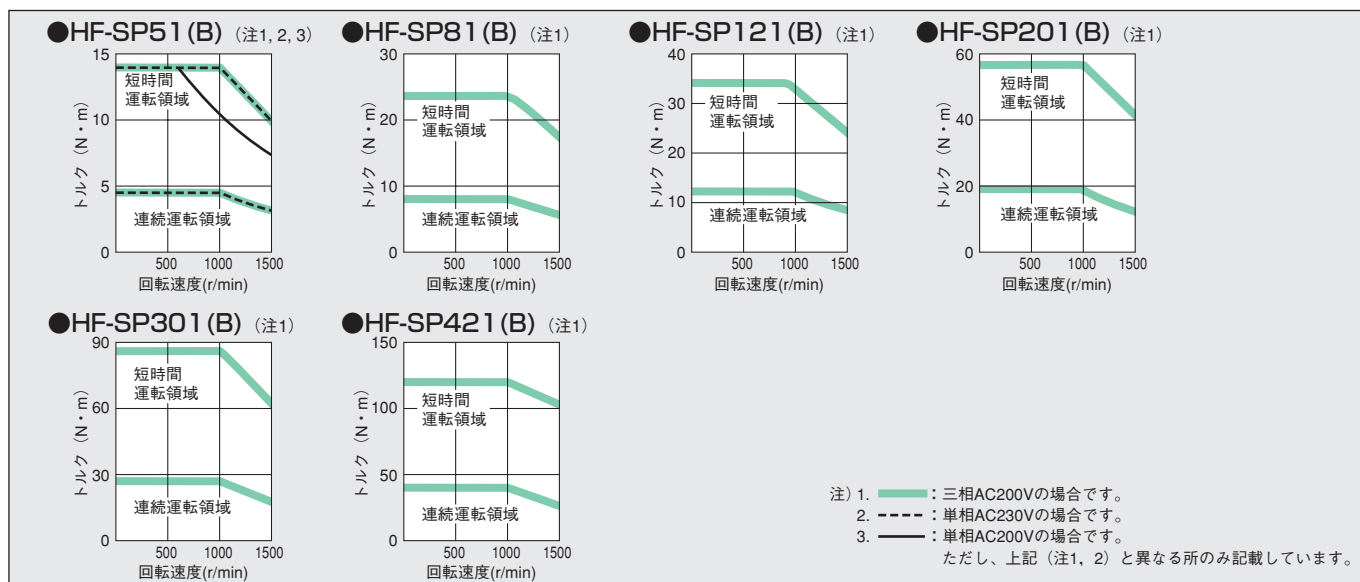 ●HF-SP51(B)（注1, 2, 3）
15
10
5
0
トルク（N・m）
短時間
運転領域
連続運転領域
500 1000 1500
回転速度(r/min)
●HF-SP81(B)（注1）
30
20
10
0
トルク（N・m）
短時間
運転領域
連続運転領域
500 1000 1500
回転速度(r/min)
●HF-SP121(B)（注1）
40
30
20
10
0
トルク（N・m）
短時間
運転領域
連続運転領域
500 1000 1500
回転速度(r/min)
●HF-SP201(B)（注1）
60
40
20
0
トルク（N・m）
短時間
運転領域
連続運転領域
500 1000 1500
回転速度(r/min)
●HF-SP301(B)（注1）
90
60
30
0
トルク（N・m）
短時間
運転領域
連続運転領域
500 1000 1500
回転速度(r/min)
●HF-SP421(B)（注1）
150
100
50
0
トルク（N・m）
短時間
運転領域
連続運転領域
500 1000 1500
回転速度(r/min)
注）1. ：三相AC200Vの場合です。
2. ：単相AC230Vの場合です。
3. ：単相AC200Vの場合です。
ただし、上記（注1，2）と異なる所のみ記載しています。